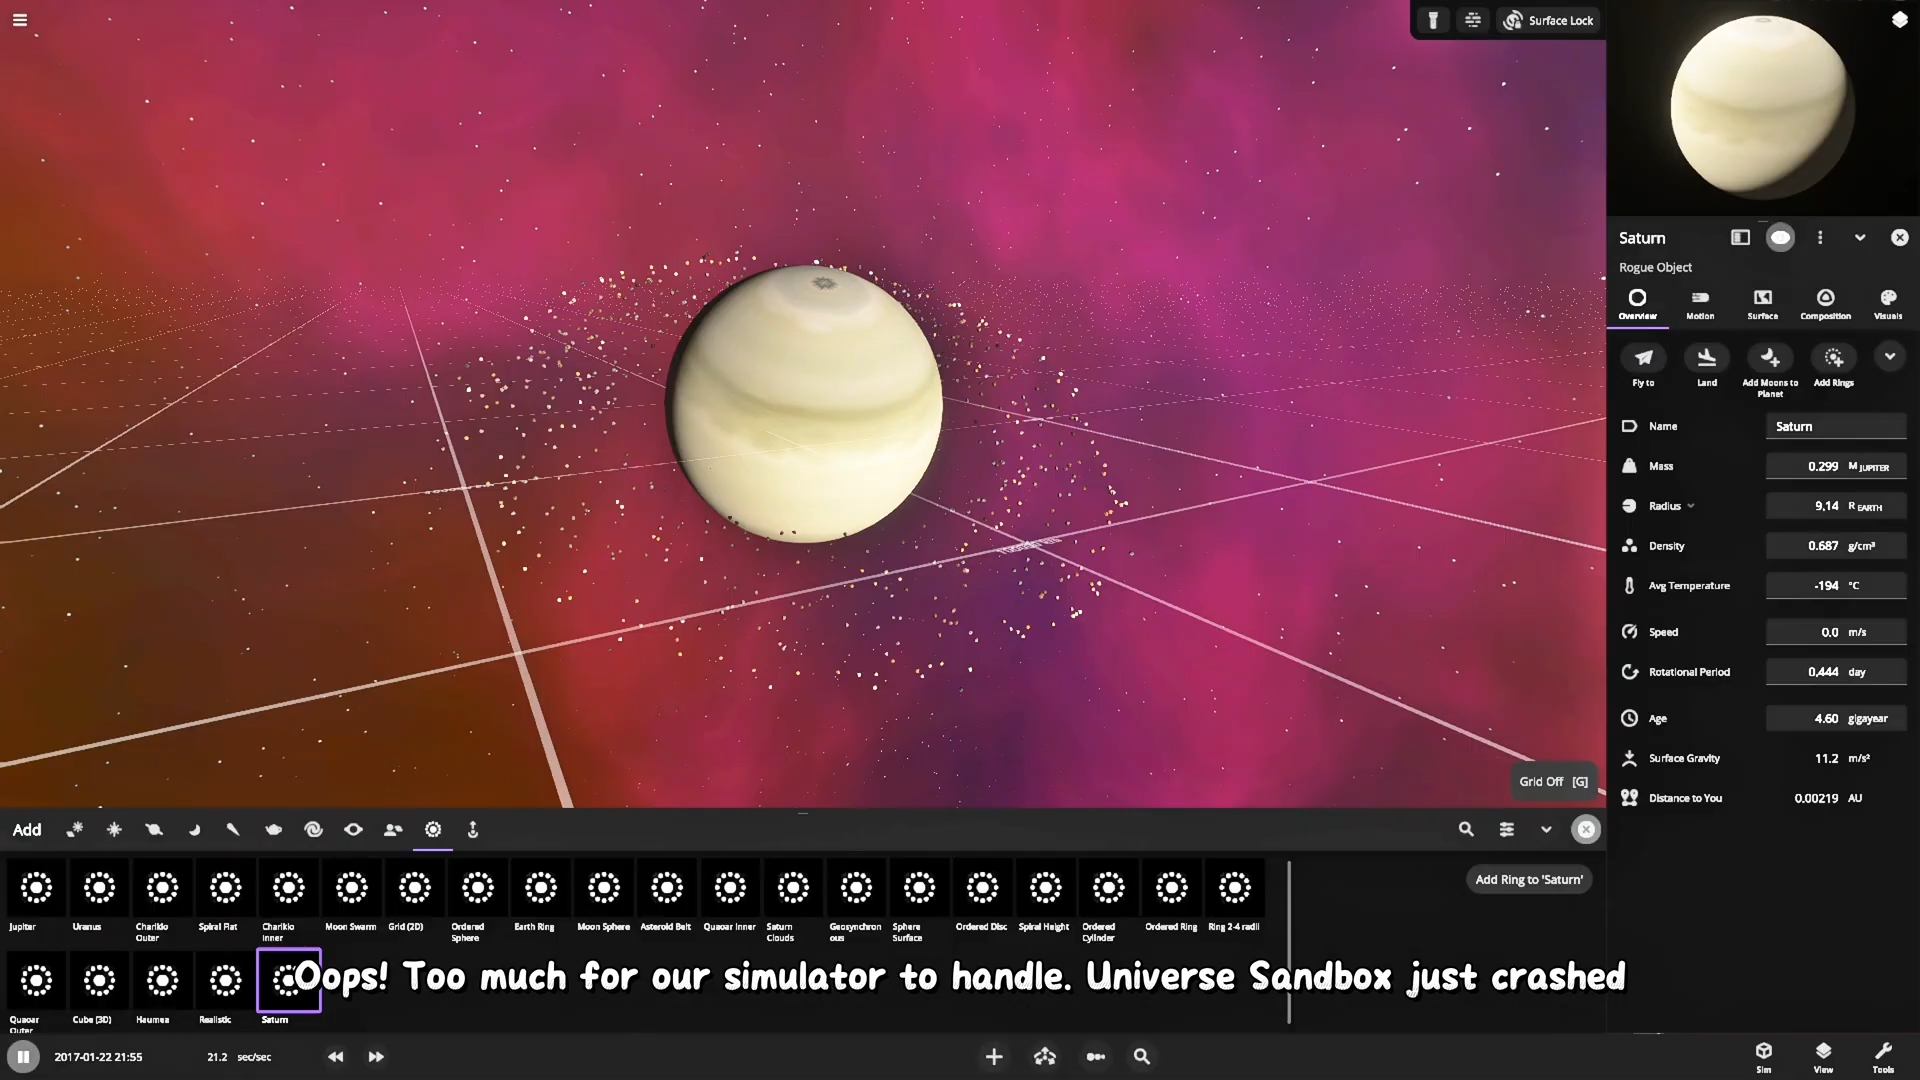 Surface Lock
Saturn
Rogue Object
Overview
Motion
Surface
Composition
Visuals
Fly to
Land
Add Moons to
Planet
Add Rings
Name
Saturn
Mass
0.299 M JUPITER
Radius
9.14 R EARTH
Density
0.687 g/cm³
Avg Temperature
-194 °C
Speed
0.0 m/s
Rotational Period
0.444 day
Age
4.60 gigayear
Surface Gravity
11.2 m/s²
Distance to You
0.00219 AU
Grid Off [G]
Add
Add Ring to 'Saturn'
Jupiter
Uranus
Chariklo
Outer
Spiral Flat
Chariklo
Inner
Moon Swarm
Grid (2D)
Ordered
Sphere
Earth Ring
Moon Sphere
Asteroid Belt
Quaoar Inner
Saturn
Clouds
Geosynchron
ous
Sphere
Surface
Ordered Disc
Spiral Height
Ordered
Cylinder
Ordered Ring
Ring 2-4 radii
Oops! Too much for our simulator to handle. Universe Sandbox just crashed
Quaoar
Outer
Cube (3D)
Haumea
Realistic
Saturn
2017-01-22 21:55
21.2 sec/sec
Sim
View
Tools